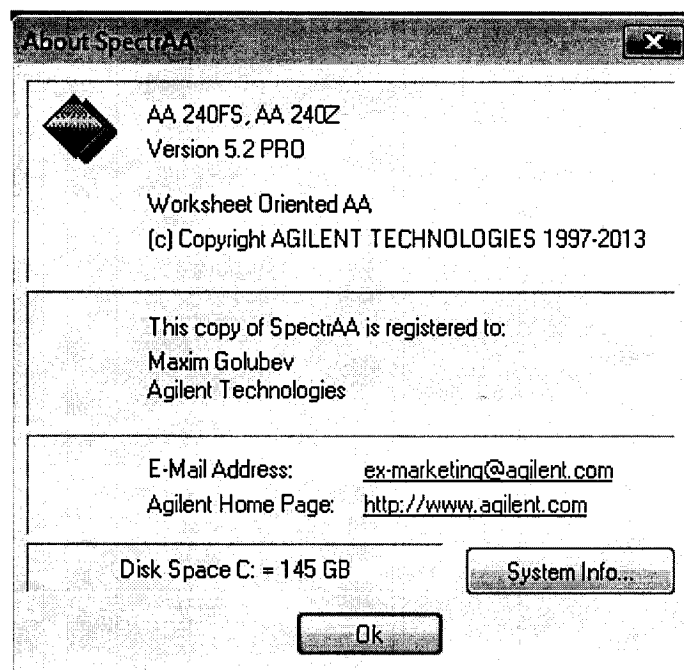 About SpectrAA
AA 240FS, AA 240Z
Version 5.2 PRO
Worksheet Oriented AA
(c) Copyright AGILENT TECHNOLOGIES 1997-2013
This copy of SpectrAA is registered to:
Maxim Golubev
Agilent Technologies
E-Mail Address: ex-marketing@agilent.com
Agilent Home Page: http://www.agilent.com
Disk Space C: = 145 GB
System Info...
Ok